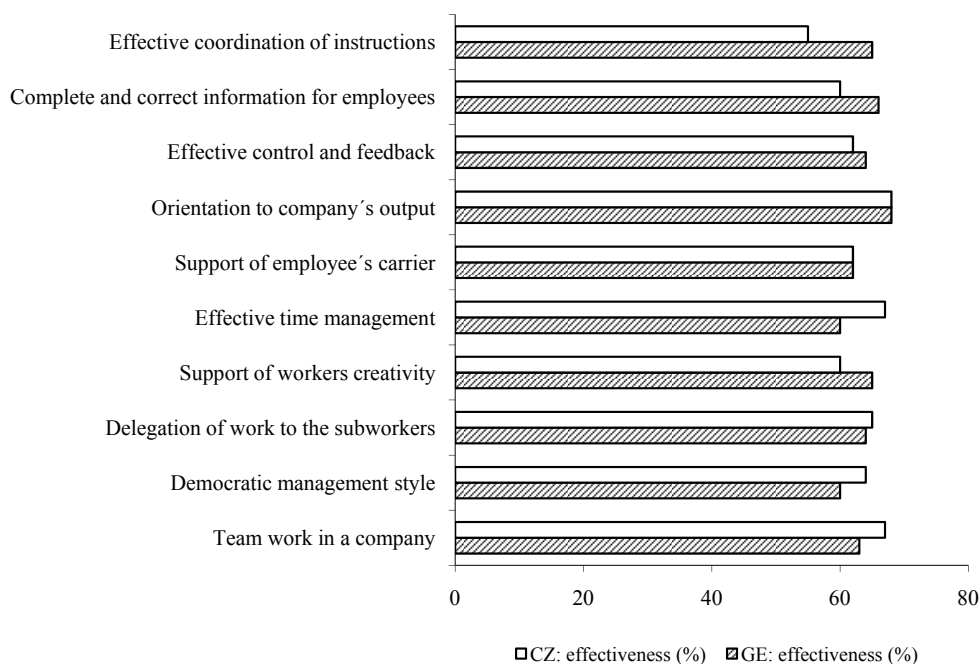 Effective coordination of instructions
Complete and correct information for employees
Effective control and feedback
Orientation to company´s output
Support of employee´s carrier
Effective time management
Support of workers creativity
Delegation of work to the subworkers
Democratic management style
Team work in a company
0 20 40 60 80
CZ: effectiveness (%) GE: effectiveness (%)